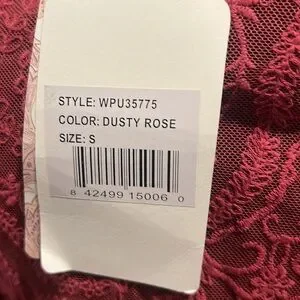 STYLE: WPU35775
COLOR: DUSTY ROSE
SIZE: S
8 42499 15006 0